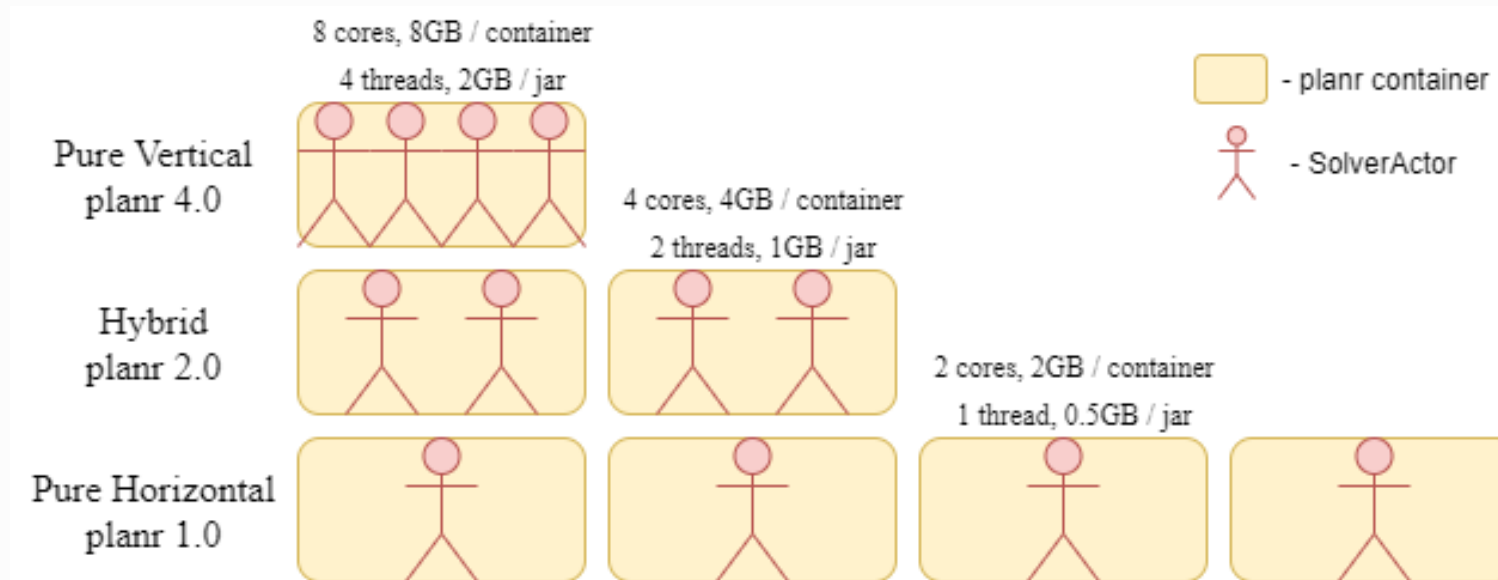 8 cores, 8GB / container
4 threads, 2GB / jar
- planr container
- SolverActor
Pure Vertical
planr 4.0
4 cores, 4GB / container
2 threads, 1GB / jar
Hybrid
planr 2.0
2 cores, 2GB / container
1 thread, 0.5GB / jar
Pure Horizontal
planr 1.0